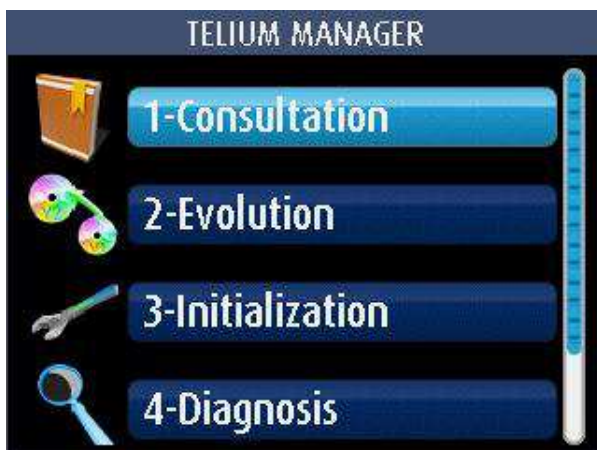 TELIUM MANAGER
1-Consultation
2-Evolution
3-Initialization
4-Diagnosis